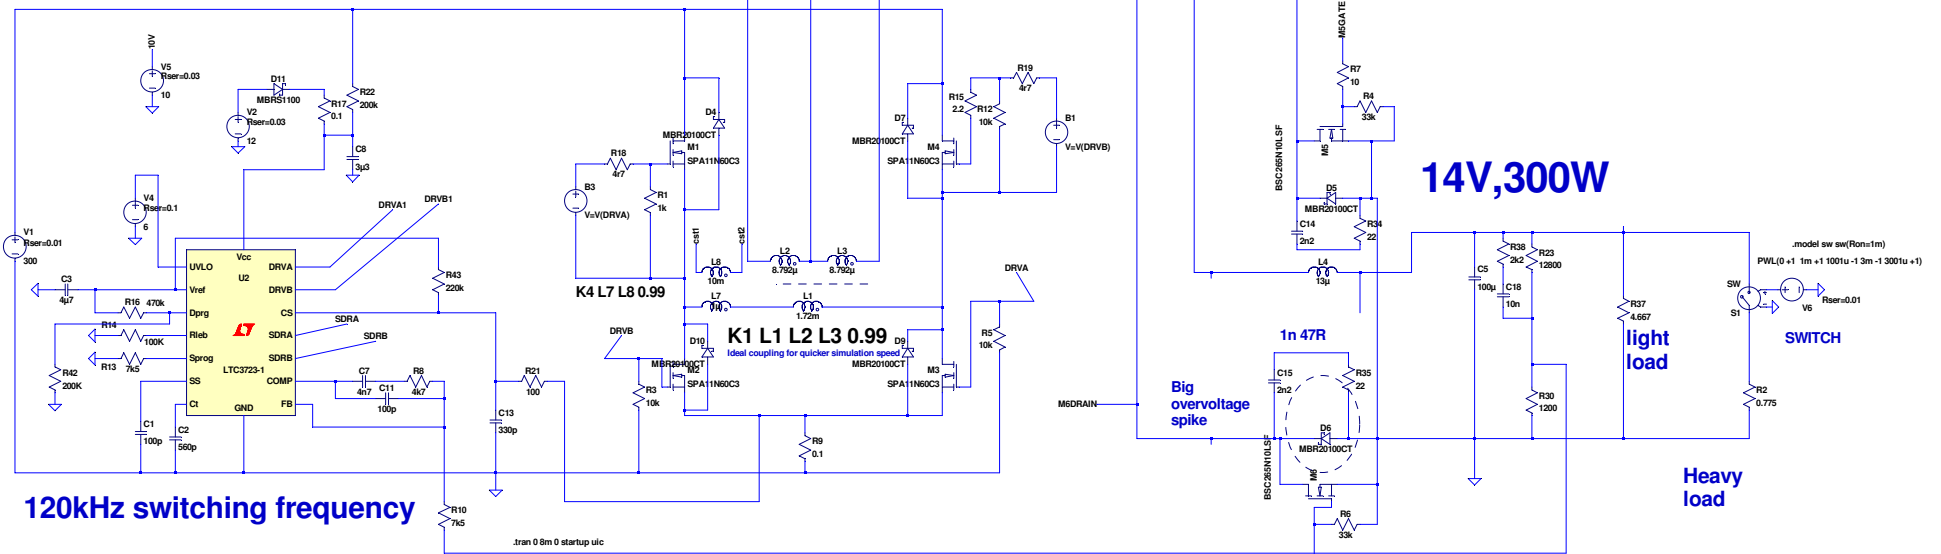 10V
V5
Rser=0.03
10
D11
MBRS1100
V2
Rser=0.03
12
R17
0.1
R22
200k
C8
3µ3
V4
Rser=0.1
6
V1
Rser=0.01
300
DRVA1
DRVB1
C3
4µ7
R16
470k
R14
100K
R13
7k5
R42
200K
C1
100p
C2
560p
Vcc
U2
UVLO
Vref
Dprg
Rleb
Sprog
SS
Ct
DRVA
DRVB
CS
SDRA
SDRB
COMP
FB
LTC3723-1
GND
SDRA
SDRB
R43
220k
C7
4n7
R8
4k7
C11
100p
C13
330p
R21
100
R10
7k5
120kHz switching frequency
.tran 0 8m 0 startup uic
B3
V=V(DRVA)
R18
4r7
R1
1k
D4
MBR20100CT
M1
SPA11N60C3
cst1
cst2
L8
10m
K4 L7 L8 0.99
L7
L2
8.792µ
L3
8.792µ
L1
1.72m
K1 L1 L2 L3 0.99
Ideal coupling for quicker simulation speed
DRVB
R3
10k
D10
MBR20100CT
M2
SPA11N60C3
R9
0.1
D7
MBR20100CT
M4
SPA11N60C3
R15
2.2
R12
10k
R19
4r7
B1
V=V(DRVB)
DRVA
R5
10k
D9
MBR20100CT
M3
SPA11N60C3
M5GATE
R7
10
R4
33k
M5
BSC265N10LSF
D5
MBR20100CT
C14
2n2
R34
22
14V,300W
L4
13µ
1n 47R
M6DRAIN
Big
overvoltage
spike
C15
2n2
R35
22
D6
MBR20100CT
BSC265N10LSF
M6
R6
33k
C5
100µ
R38
2k2
C18
10n
R23
12800
R30
1200
R37
4.667
light
load
.model sw sw(Ron=1m)
PWL(0 +1 1m +1 1001u -1 3m -1 3001u +1)
SW
S1
V6
Rser=0.01
SWITCH
R2
0.775
Heavy
load